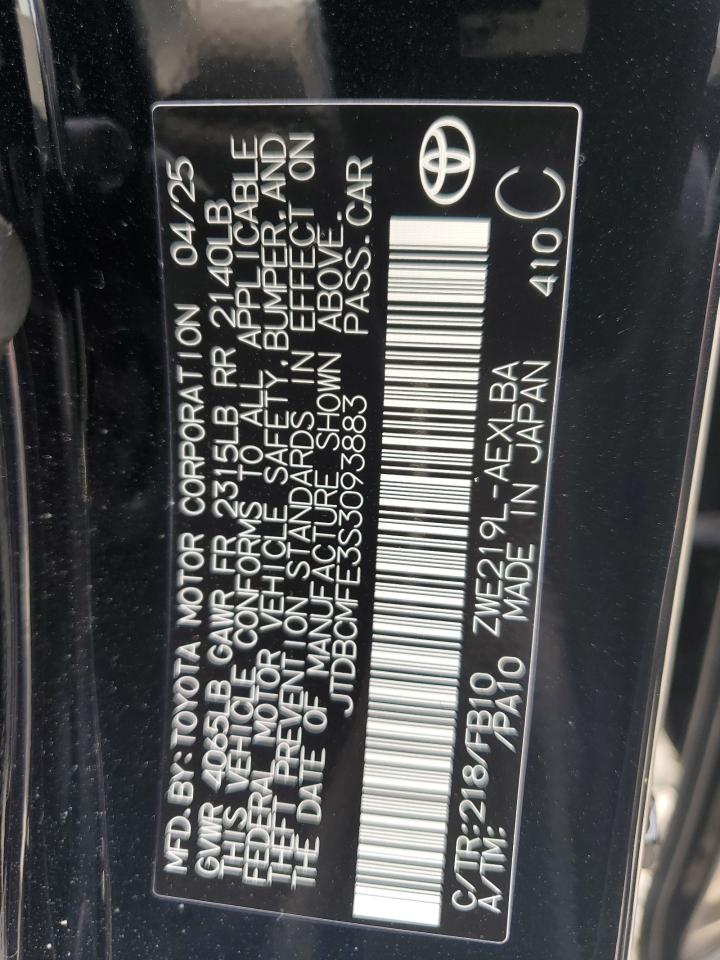 MFD.BY:TOYOTA MOTOR CORPORATION 04/25
GVWR 4065LB GAWR FR 2315LB RR 2140LB
THIS VEHICLE CONFORMS TO ALL APPLICABLE
FEDERAL MOTOR VEHICLE SAFETY,BUMPER,AND
THEFT PREVENTION STANDARDS IN EFFECT ON
THE DATE OF MANUFACTURE SHOWN ABOVE.
JTDBCMFE3S3093883 PASS.CAR
C/TR:218/FB10 ZWE219L-AEXLBA
A/TM: /PA10 MADE IN JAPAN
410 C